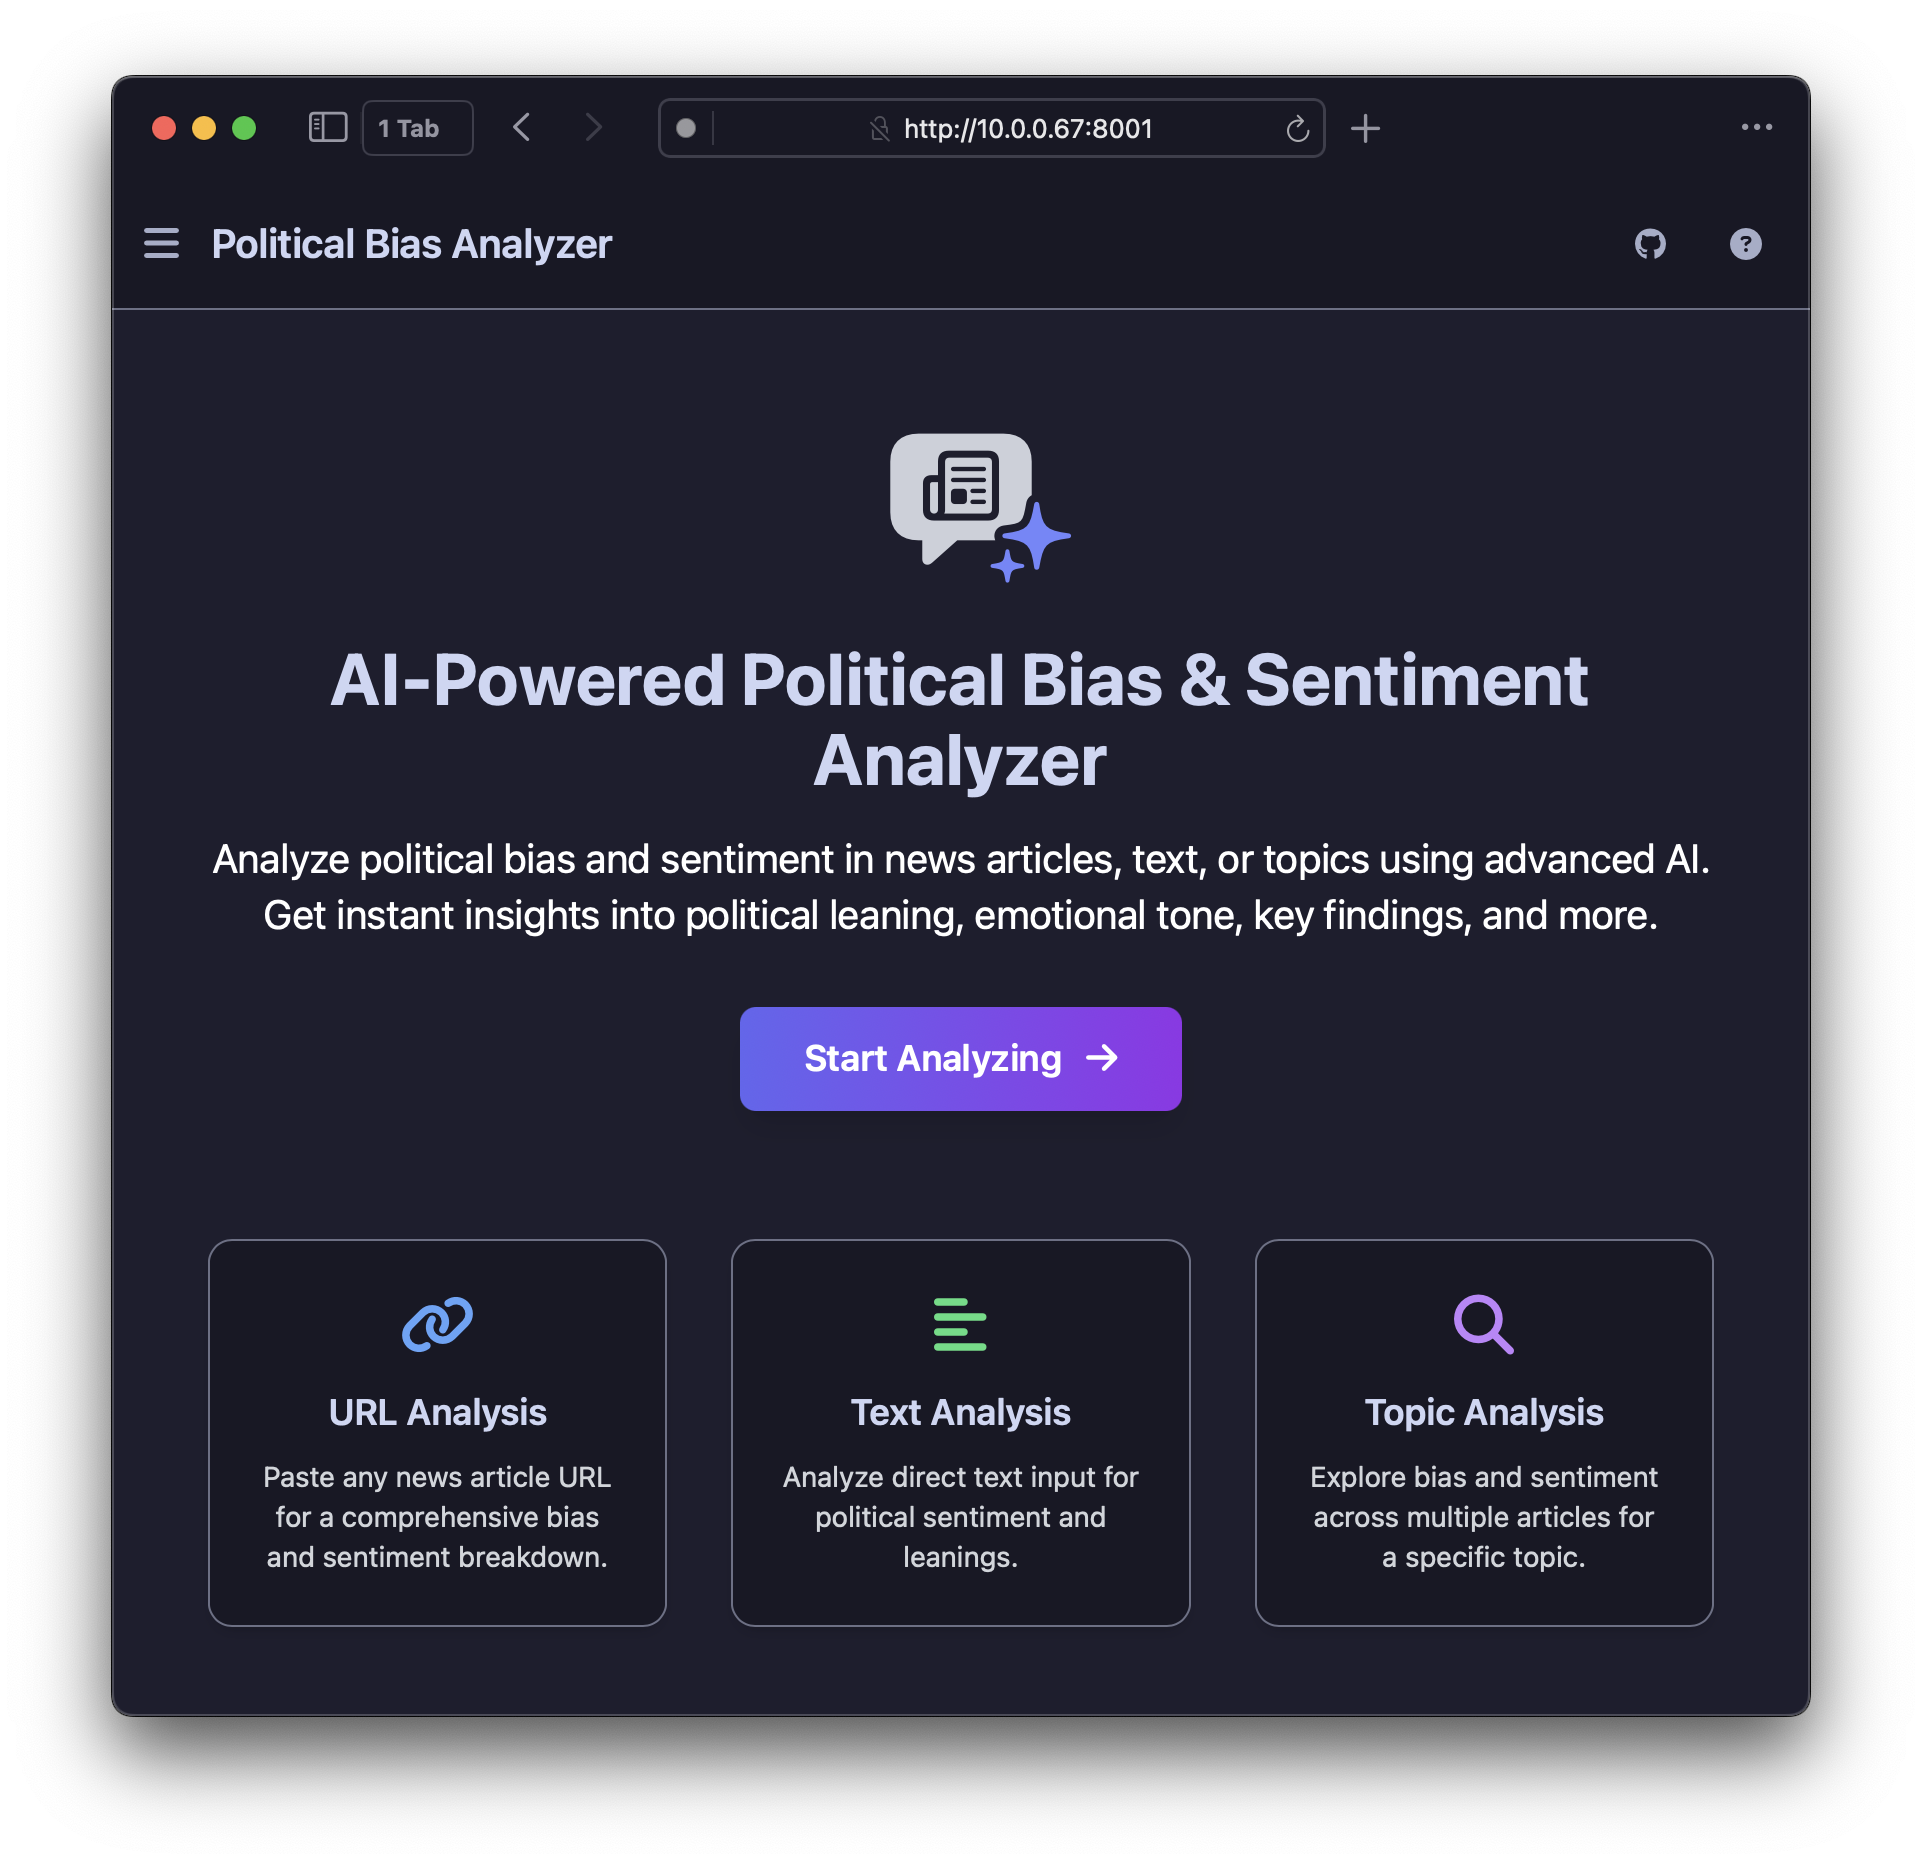 1 Tab
http://10.0.0.67:8001
Political Bias Analyzer
?
AI-Powered Political Bias & Sentiment
Analyzer
Analyze political bias and sentiment in news articles, text, or topics using advanced AI.
Get instant insights into political leaning, emotional tone, key findings, and more.
Start Analyzing →
URL Analysis
Paste any news article URL
for a comprehensive bias
and sentiment breakdown.
Text Analysis
Analyze direct text input for
political sentiment and
leanings.
Topic Analysis
Explore bias and sentiment
across multiple articles for
a specific topic.